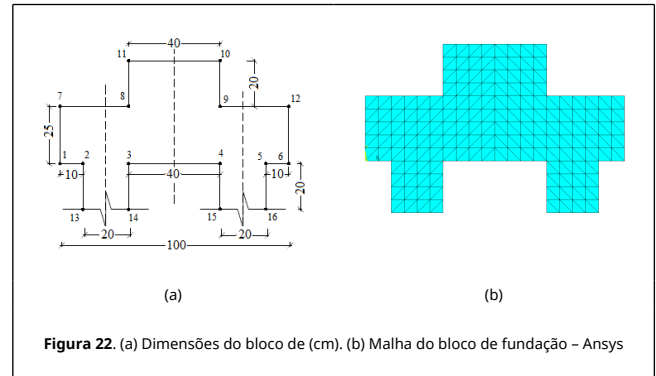 40
11 10
20
7 8 9 12
25
1 2 3 4 5 6
10 40 10
20
13 14 15 16
20 20
100
(a) (b)
Figura 22. (a) Dimensões do bloco de (cm). (b) Malha do bloco de fundação – Ansys